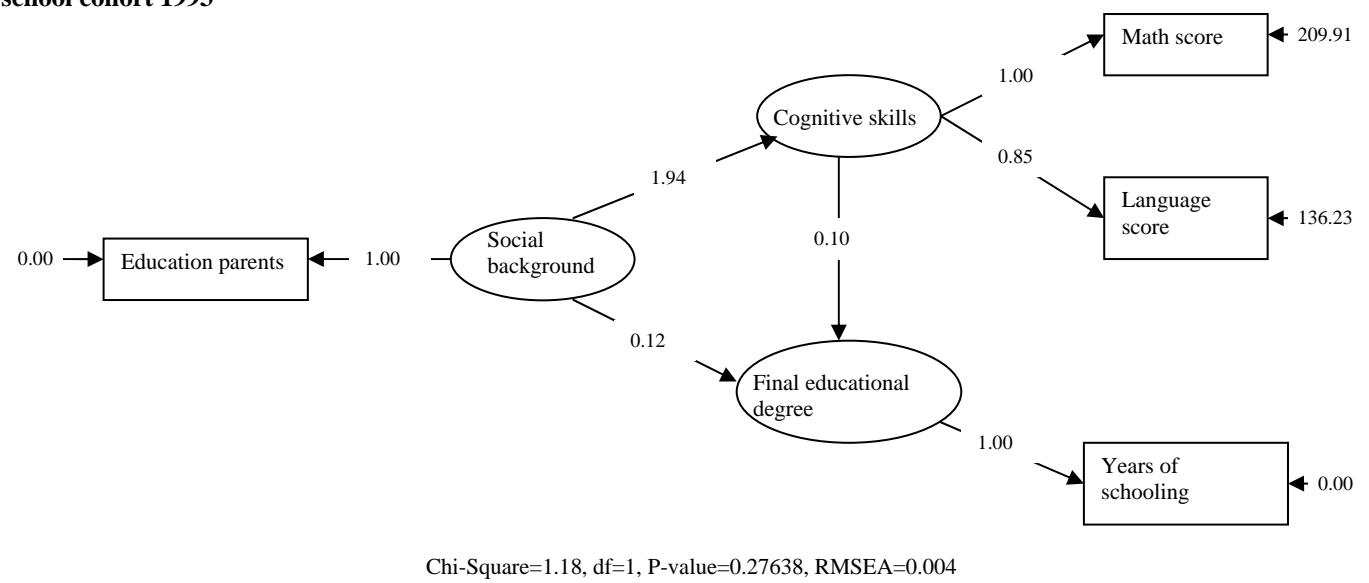 school cohort 1993
Math score
209.91
1.00
Cognitive skills
0.85
1.94
Language
score
136.23
Social
background
0.10
0.00
Education parents
1.00
0.12
Final educational
degree
1.00
Years of
schooling
0.00
Chi-Square=1.18, df=1, P-value=0.27638, RMSEA=0.004